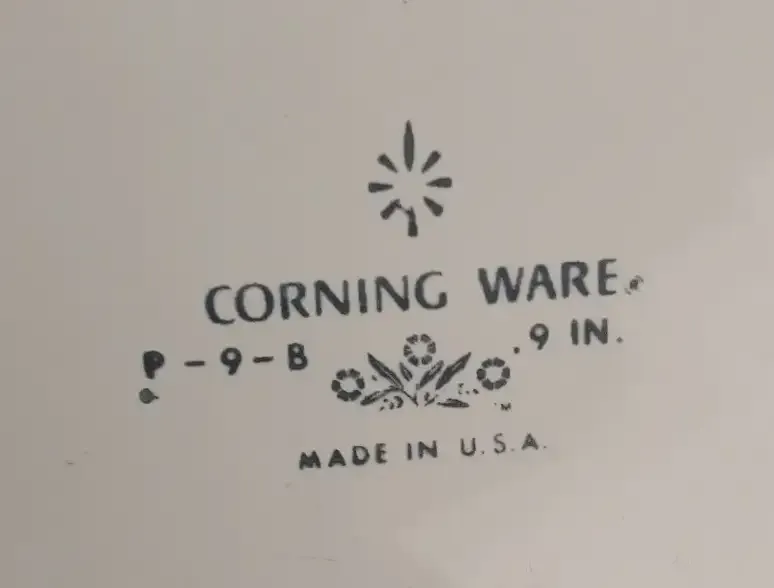 CORNING WARE
P-9-B 9 IN.
MADE IN U.S.A.